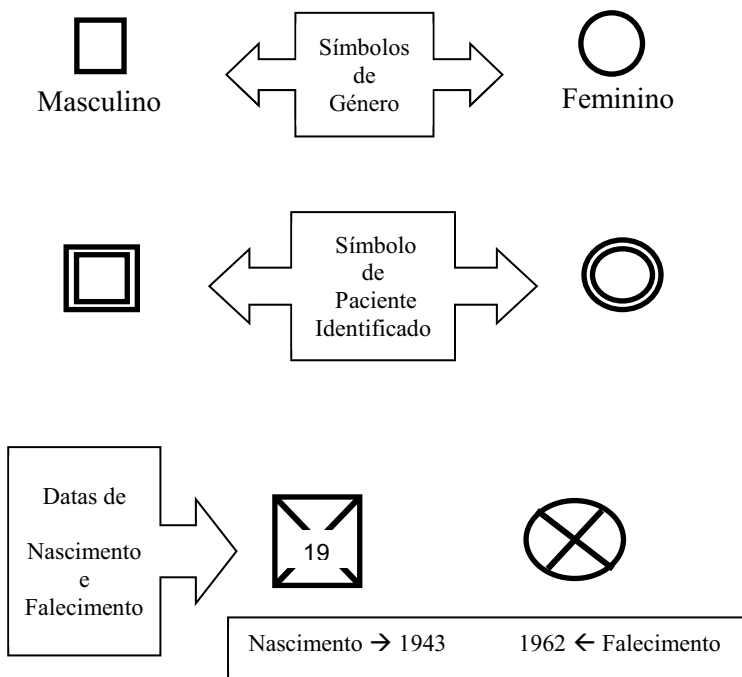 Símbolos
de
Género
Masculino
Feminino
Símbolo
de
Paciente
Identificado
Datas de
Nascimento
e
Falecimento
19
Nascimento → 1943 1962 ← Falecimento